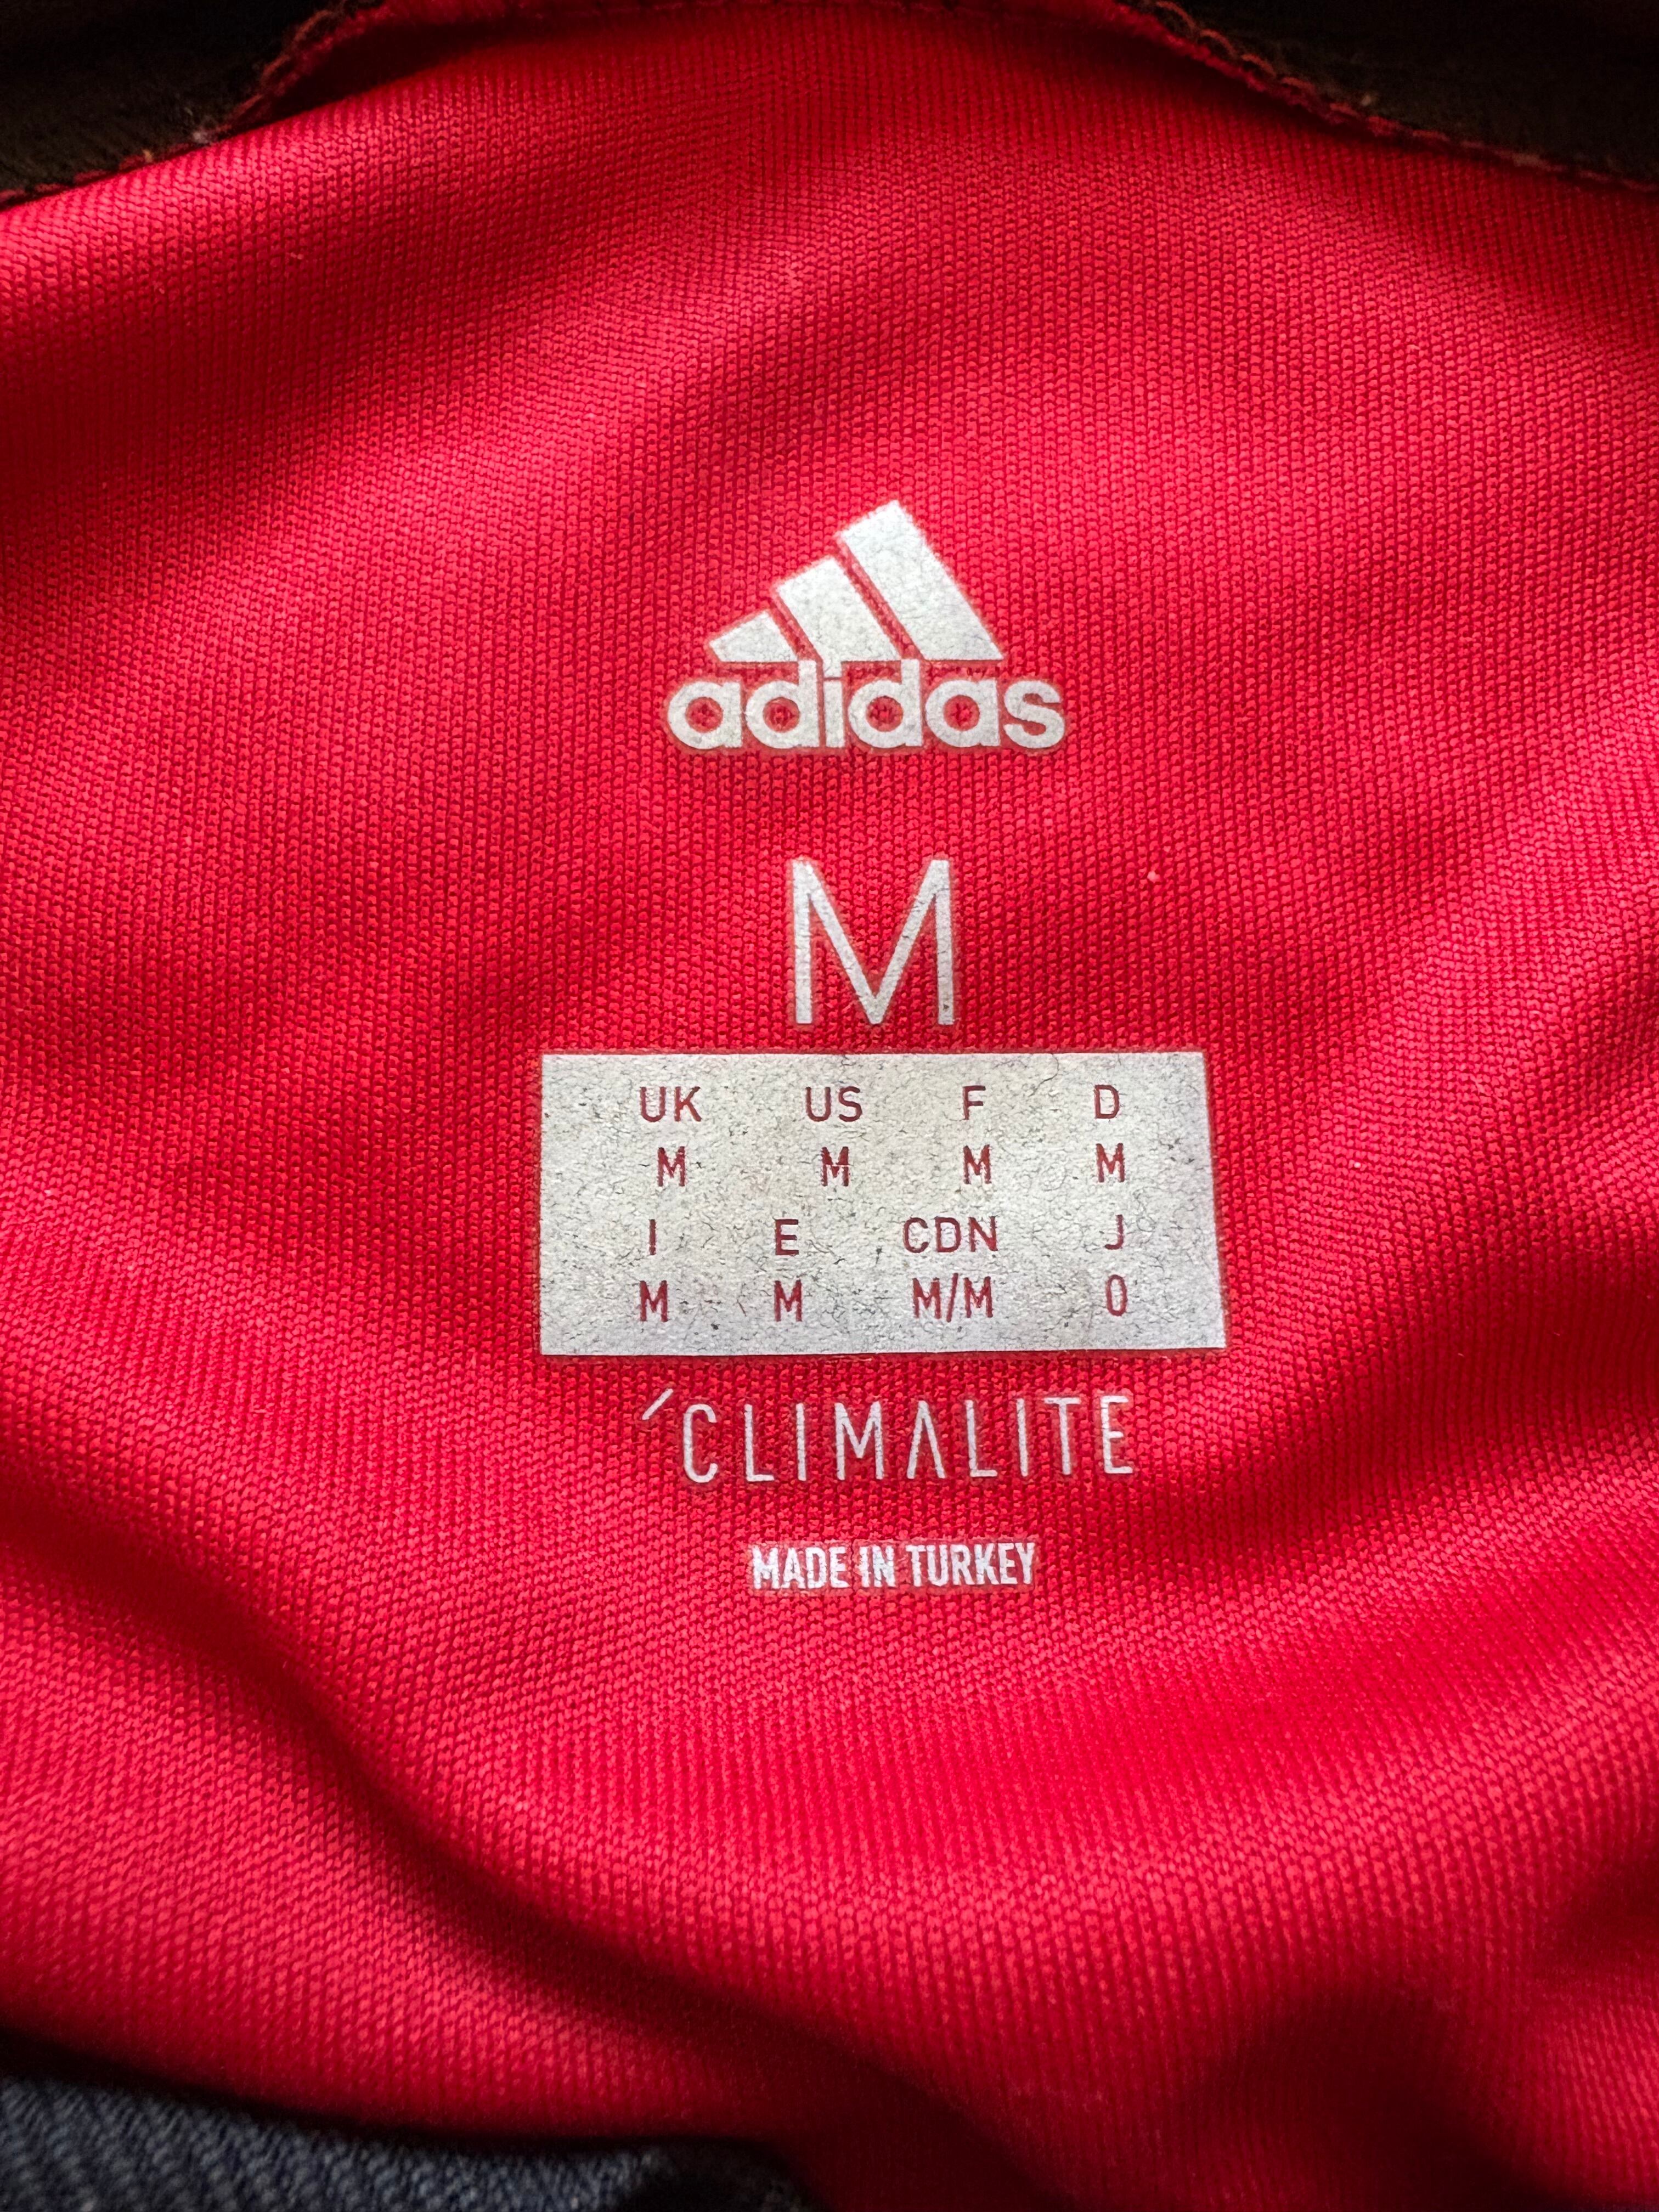 adidas
M
UK US F D
M M M M
I E CDN J
M M M/M O
´CLIMALITE
MADE IN TURKEY